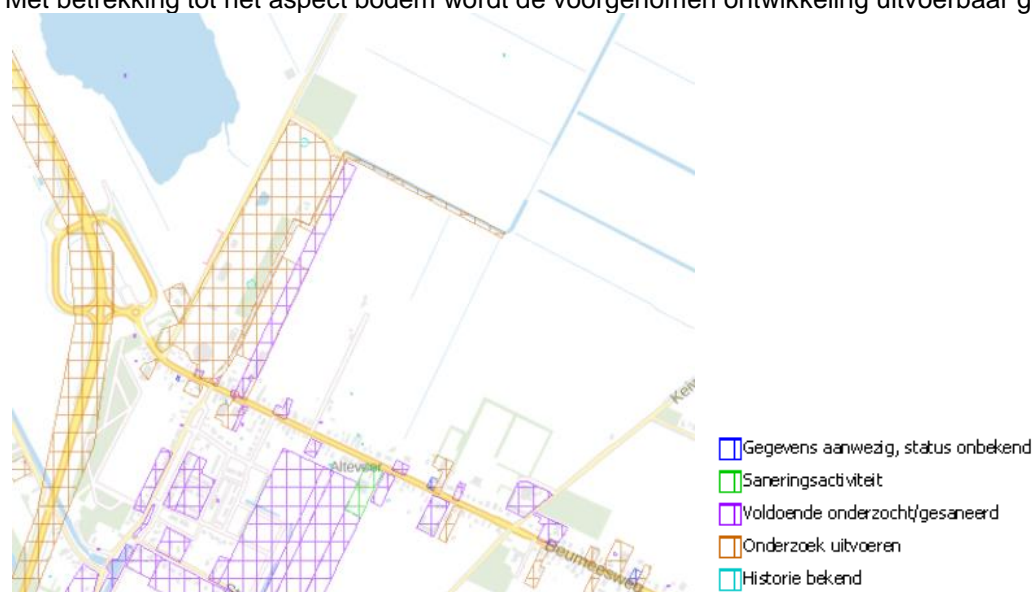 Met betrekking tot het aspect bodem wordt de voorgenomen ontwikkeling uitvoerbaar g
Alteveer
Beumeesweg
Gegevens aanwezig, status onbekend
Saneringsactiviteit
Voldoende onderzocht/gesaneerd
Onderzoek uitvoeren
Historie bekend